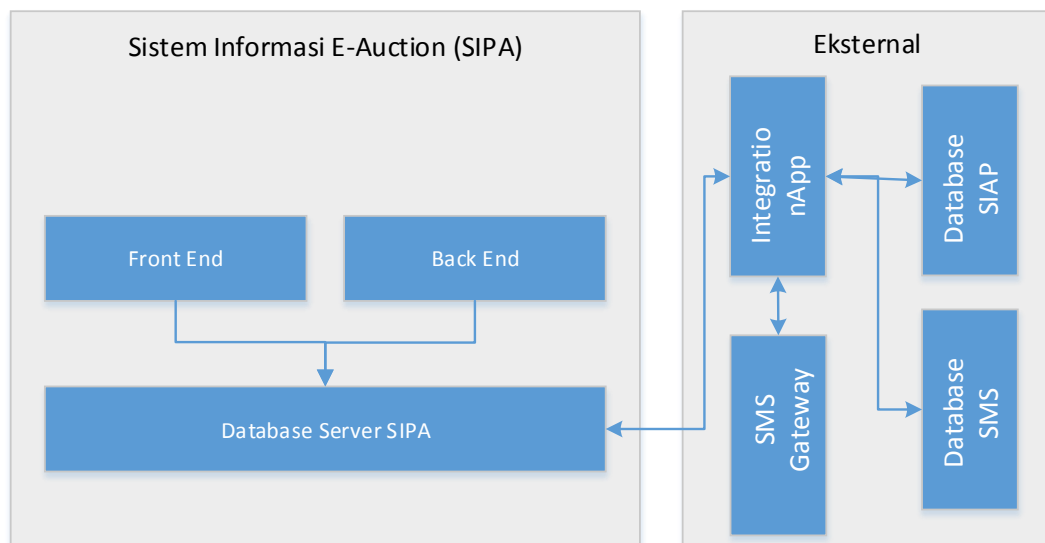 Sistem Informasi E-Auction (SIPA)
Front End
Back End
Database Server SIPA
Eksternal
Integratio
nApp
Database
SIAP
SMS
Gateway
Database
SMS